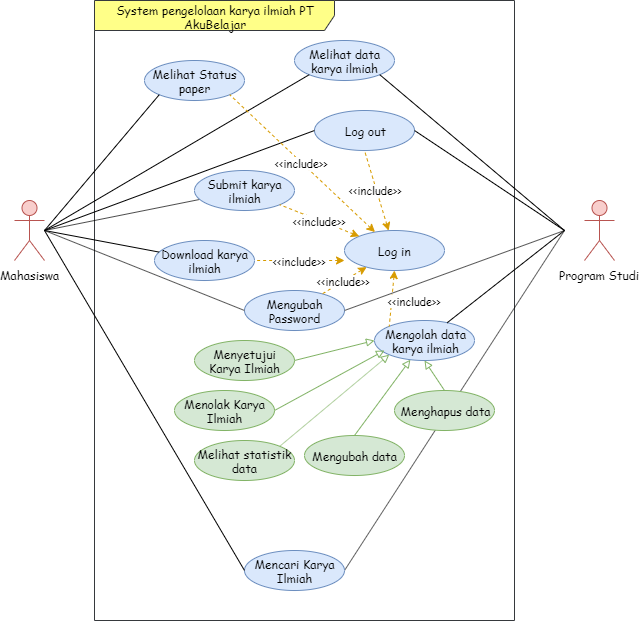 System pengelolaan karya ilmiah PT
AkuBelajar
Melihat Status
paper
Melihat data
karya ilmiah
Log out
<<include>>
<<include>>
Submit karya
ilmiah
<<include>>
Mahasiswa
Program Studi
Download karya
ilmiah
<<include>>
Log in
<<include>>
Mengubah
Password
<<include>>
Mengolah data
karya ilmiah
Menyetujui
Karya Ilmiah
Menolak Karya
Ilmiah
Menghapus data
Melihat statistik
data
Mengubah data
Mencari Karya
Ilmiah